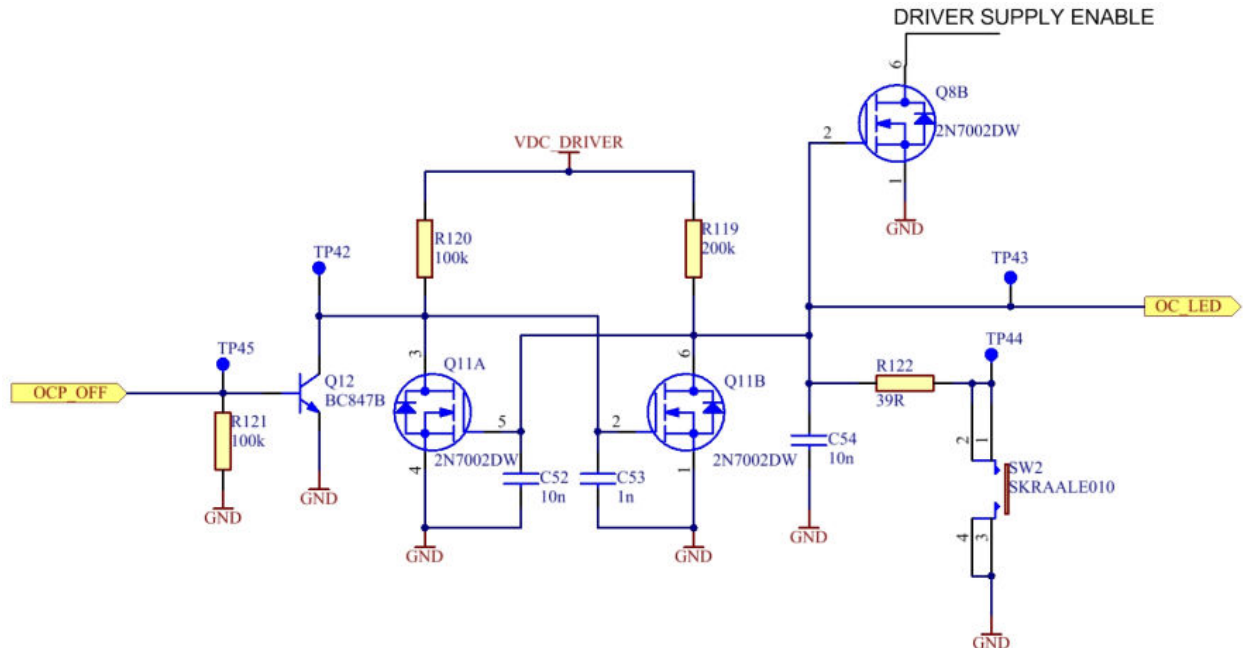 DRIVER SUPPLY ENABLE
6
Q8B
2N7002DW
2
1
GND
VDC_DRIVER
R120
100k
R119
200k
TP42
TP43
OC_LED
TP45
Q12
BC847B
OCP_OFF
R121
100k
GND
GND
3
Q11A
5
4
2N7002DW
6
Q11B
2
1
2N7002DW
C52
10n
C53
1n
GND
GND
C54
10n
GND
R122
39R
TP44
2
1
SW2
SKRAALE010
4
3
GND